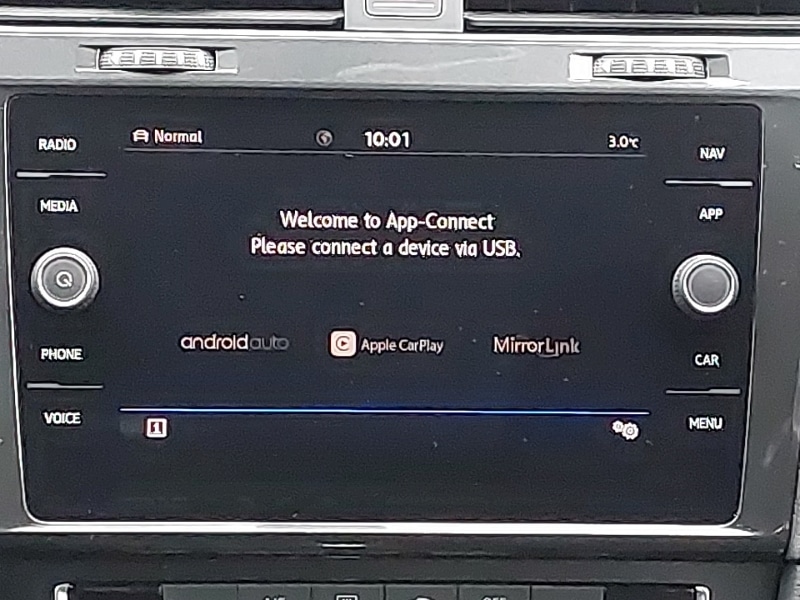 RADIO
MEDIA
PHONE
VOICE
Normal 10:01 3.0°C
Welcome to App-Connect
Please connect a device via USB.
androidauto Apple CarPlay MirrorLink
1
NAV
APP
CAR
MENU